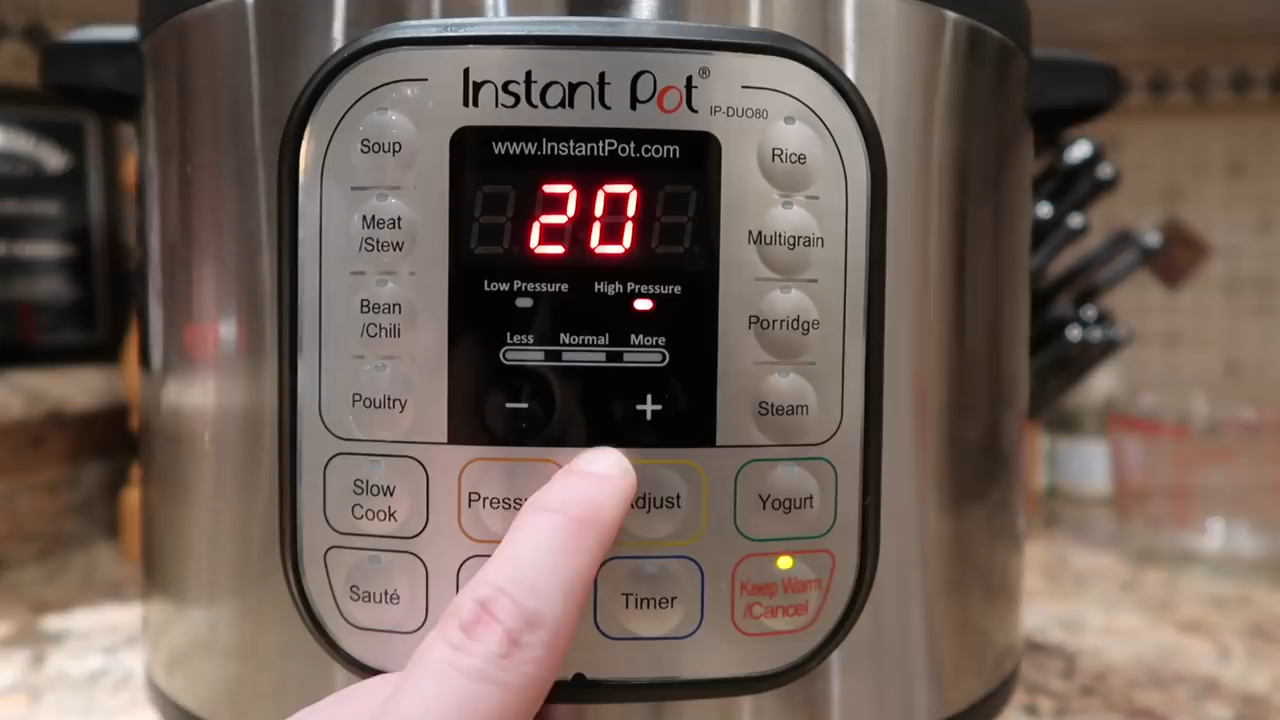 Instant Pot®
IP-DUO80
www.InstantPot.com
20
Low Pressure
High Pressure
Less
Normal
More
−
+
Soup
Meat
/Stew
Bean
/Chili
Poultry
Rice
Multigrain
Porridge
Steam
Slow
Cook
Yogurt
Sauté
Timer
Keep Warm
/Cancel